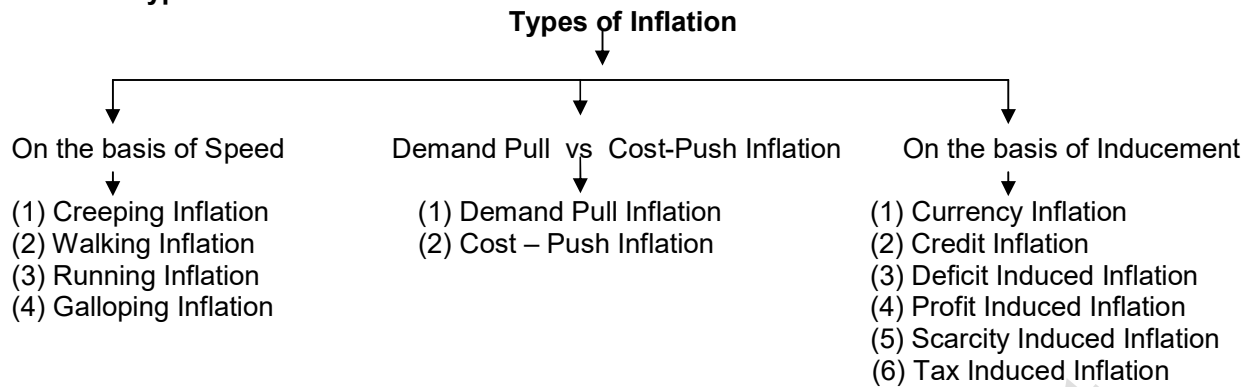 Types of Inflation
On the basis of Speed
(1) Creeping Inflation
(2) Walking Inflation
(3) Running Inflation
(4) Galloping Inflation
Demand Pull vs Cost-Push Inflation
(1) Demand Pull Inflation
(2) Cost – Push Inflation
On the basis of Inducement
(1) Currency Inflation
(2) Credit Inflation
(3) Deficit Induced Inflation
(4) Profit Induced Inflation
(5) Scarcity Induced Inflation
(6) Tax Induced Inflation